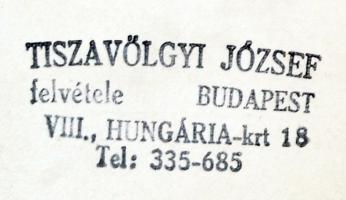 TISZAVÖLGYI JÓZSEF
felvétele BUDAPEST
VIII., HUNGÁRIA-krt 18
Tel: 335-685